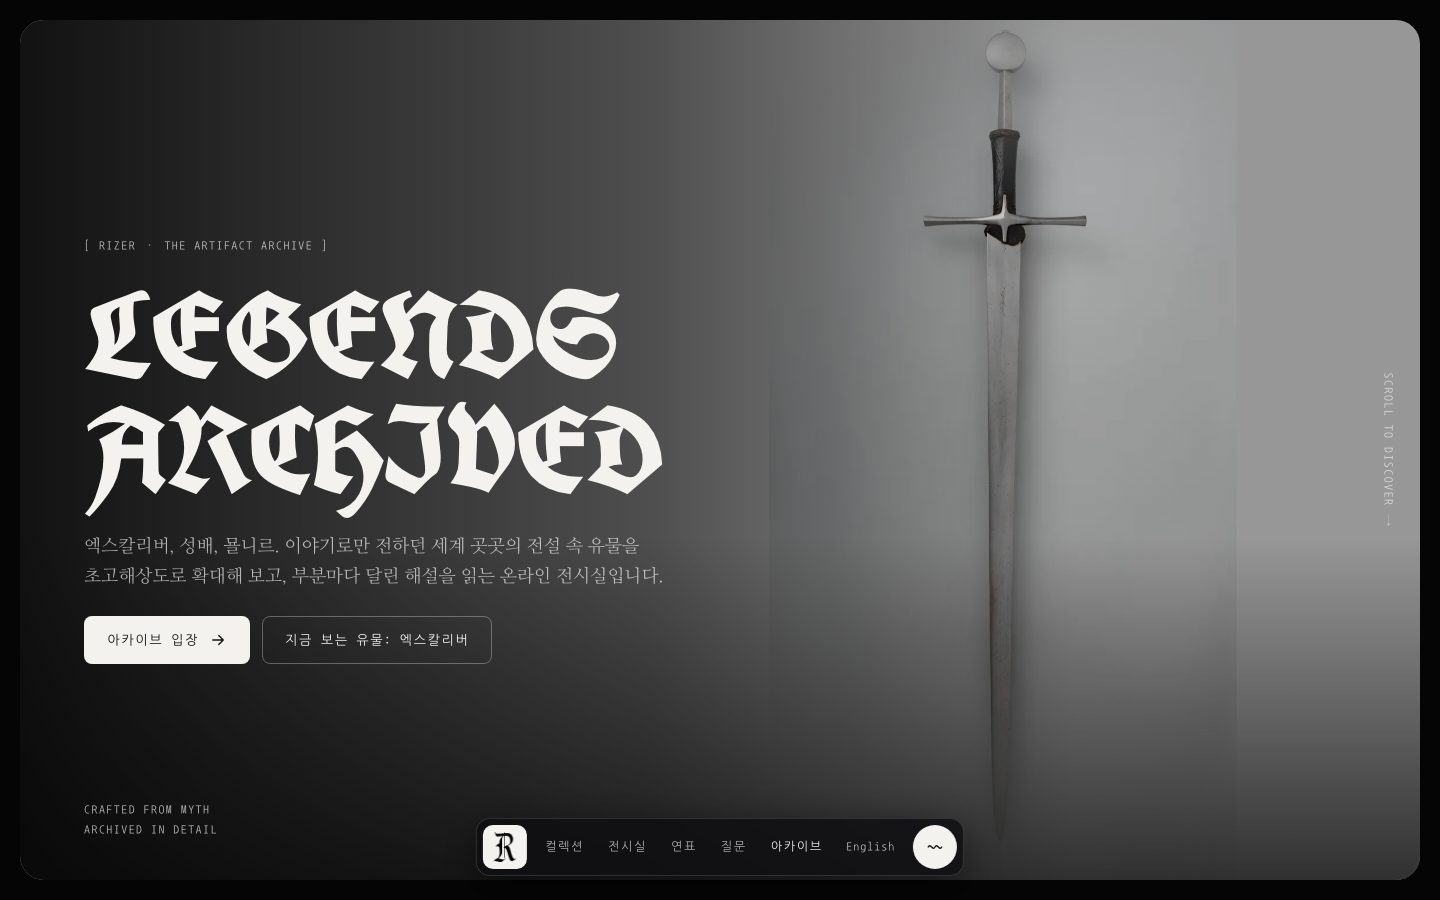 [ RIZER · THE ARTIFACT ARCHIVE ]
LEGENDS
ARCHIVED
엑스칼리버, 성배, 묠니르. 이야기로만 전하던 세계 곳곳의 전설 속 유물을
초고해상도로 확대해 보고, 부분마다 달린 해설을 읽는 온라인 전시실입니다.
아카이브 입장 →
지금 보는 유물: 엑스칼리버
SCROLL TO DISCOVER →
CRAFTED FROM MYTH
ARCHIVED IN DETAIL
R 컬렉션 전시실 연표 질문 아카이브 English